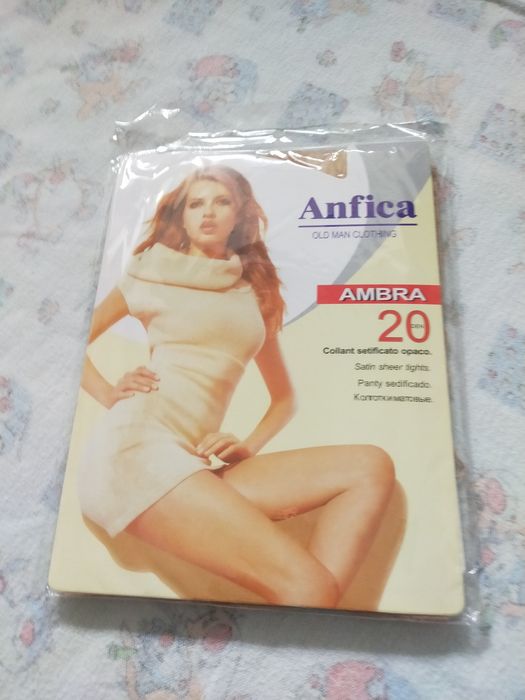 Anfica
OLD MAN CLOTHING
AMBRA
20 DEN
Collant setificato opaco.
Satin sheer tights.
Panty sedificado.
Колготки матовые.